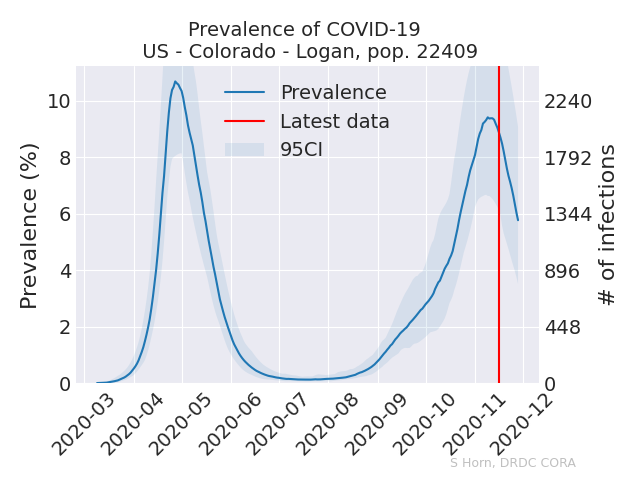 Prevalence of COVID-19
US - Colorado - Logan, pop. 22409
Prevalence
Latest data
95CI
Prevalence (%)
10
8
6
4
2
0
2240
1792
1344
896
448
0
# of infections
2020-03
2020-04
2020-05
2020-06
2020-07
2020-08
2020-09
2020-10
2020-11
2020-12
S Horn, DRDC CORA